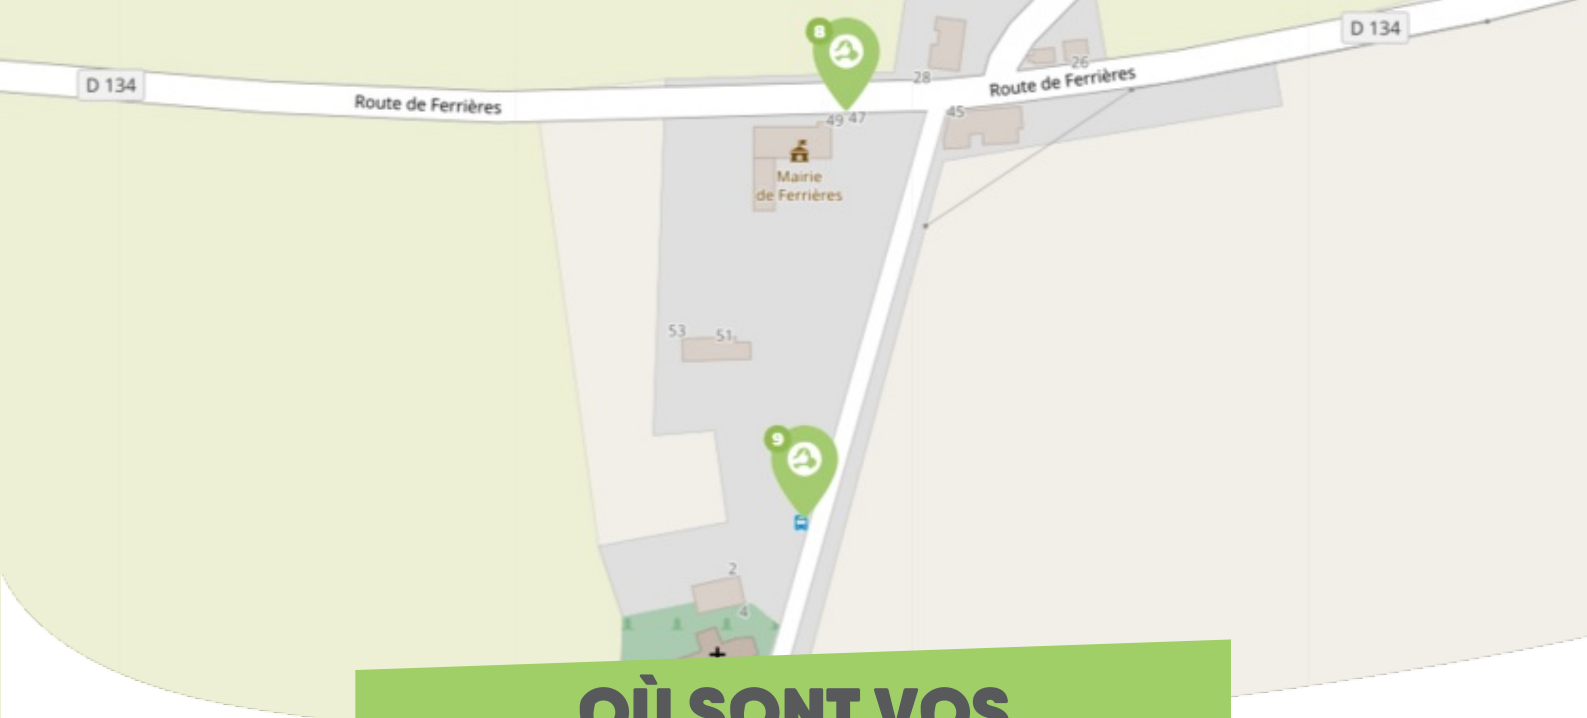 8
D 134
28
26
D 134
Route de Ferrières
Route de Ferrières
49 47
45
Mairie
de Ferrières
53
51
9
2
4
OÙ SONT VOS